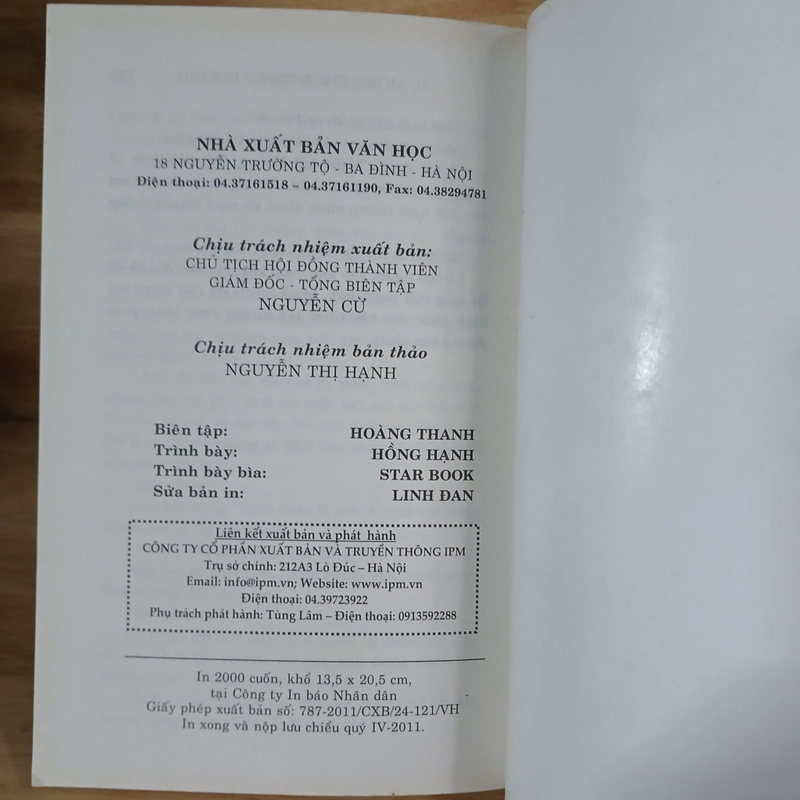 NHÀ XUẤT BẢN VĂN HỌC
18 NGUYỄN TRƯỜNG TỘ - BA ĐÌNH - HÀ NỘI
Điện thoại: 04.37161518 – 04.37161190, Fax: 04.38294781
Chịu trách nhiệm xuất bản:
CHỦ TỊCH HỘI ĐỒNG THÀNH VIÊN
GIÁM ĐỐC - TỔNG BIÊN TẬP
NGUYỄN CỪ
Chịu trách nhiệm bản thảo
NGUYỄN THỊ HẠNH
Biên tập: HOÀNG THANH
Trình bày: HỒNG HẠNH
Trình bày bìa: STAR BOOK
Sửa bản in: LINH ĐAN
Liên kết xuất bản và phát hành
CÔNG TY CỔ PHẦN XUẤT BẢN VÀ TRUYỀN THÔNG IPM
Trụ sở chính: 212A3 Lò Đúc – Hà Nội
Email: info@ipm.vn; Website: www.ipm.vn
Điện thoại: 04.39723922
Phụ trách phát hành: Tùng Lâm – Điện thoại: 0913592288
In 2000 cuốn, khổ 13,5 x 20,5 cm,
tại Công ty In báo Nhân dân
Giấy phép xuất bản số: 787-2011/CXB/24-121/VH
In xong và nộp lưu chiểu quý IV-2011.